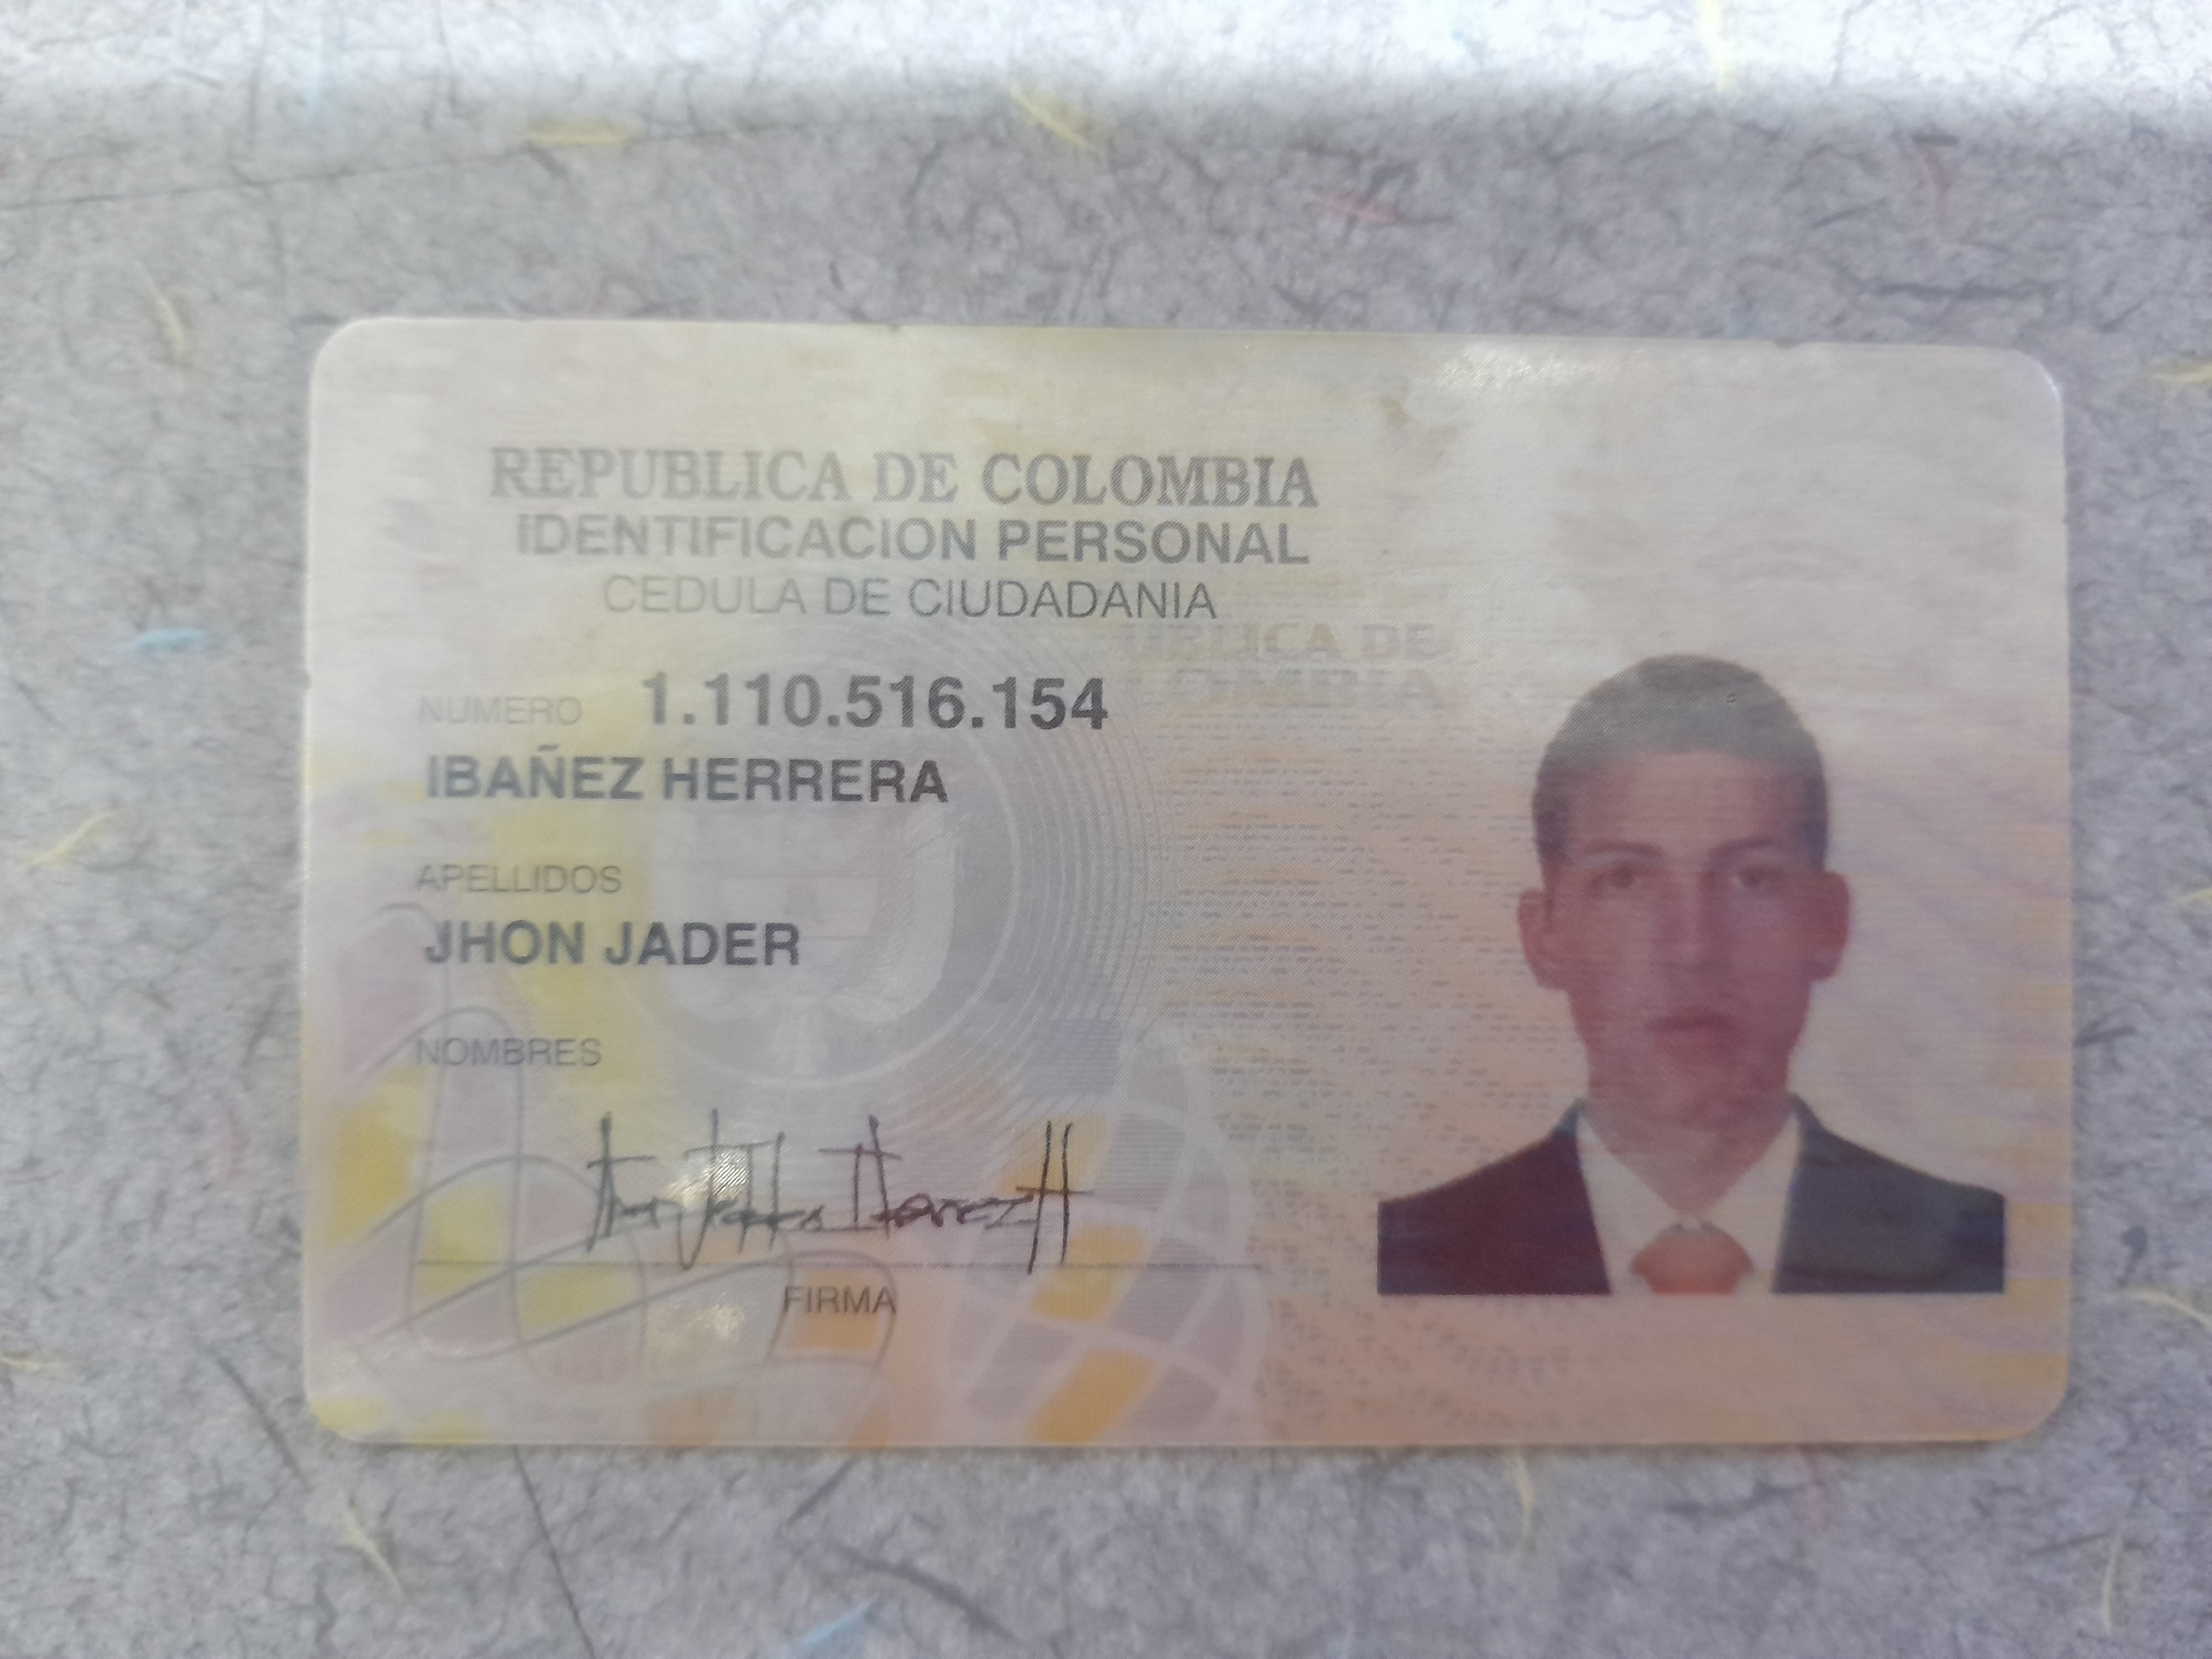 REPUBLICA DE COLOMBIA
IDENTIFICACION PERSONAL
CEDULA DE CIUDADANIA
NUMERO 1.110.516.154
IBAÑEZ HERRERA
APELLIDOS
JHON JADER
NOMBRES
FIRMA